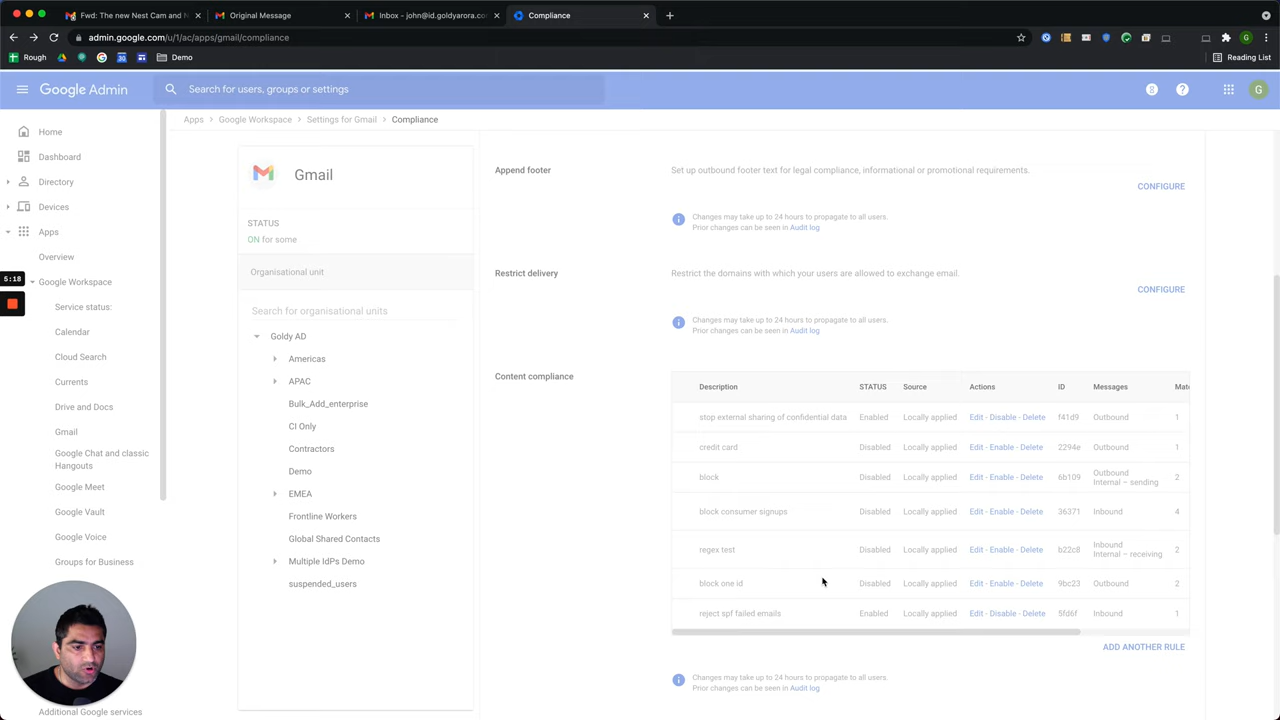 Fwd: The new Nest Cam and N
Original Message
Inbox – john@id.goldyarora.co
Compliance
admin.google.com/u/1/ac/apps/gmail/compliance
G
Rough
Demo
Reading List
Google Admin
Search for users, groups or settings
G
Apps > Google Workspace > Settings for Gmail > Compliance
Home
Dashboard
Directory
Devices
Apps
Overview
Google Workspace
Service status:
Calendar
Cloud Search
Currents
Drive and Docs
Gmail
Google Chat and classic
Hangouts
Google Meet
Google Vault
Google Voice
Groups for Business
Additional Google services
5:18
Gmail
STATUS
ON for some
Organisational unit
Search for organisational units
Goldy AD
Americas
APAC
Bulk_Add_enterprise
CI Only
Contractors
Demo
EMEA
Frontline Workers
Global Shared Contacts
Multiple IdPs Demo
suspended_users
Append footer
Set up outbound footer text for legal compliance, informational or promotional requirements.
CONFIGURE
Changes may take up to 24 hours to propagate to all users.
Prior changes can be seen in Audit log
Restrict delivery
Restrict the domains with which your users are allowed to exchange email.
CONFIGURE
Changes may take up to 24 hours to propagate to all users.
Prior changes can be seen in Audit log
Content compliance
Description STATUS Source Actions ID Messages Mat
stop external sharing of confidential data Enabled Locally applied Edit - Disable - Delete f41d9 Outbound 1
credit card Disabled Locally applied Edit - Enable - Delete 2294e Outbound 1
block Disabled Locally applied Edit - Enable - Delete 6b109 Outbound
Internal – sending 2
block consumer signups Disabled Locally applied Edit - Enable - Delete 36371 Inbound 4
regex test Disabled Locally applied Edit - Enable - Delete b22c8 Inbound
Internal – receiving 2
block one id Disabled Locally applied Edit - Enable - Delete 9bc23 Outbound 2
reject spf failed emails Enabled Locally applied Edit - Disable - Delete 5fd6f Inbound 1
ADD ANOTHER RULE
Changes may take up to 24 hours to propagate to all users.
Prior changes can be seen in Audit log